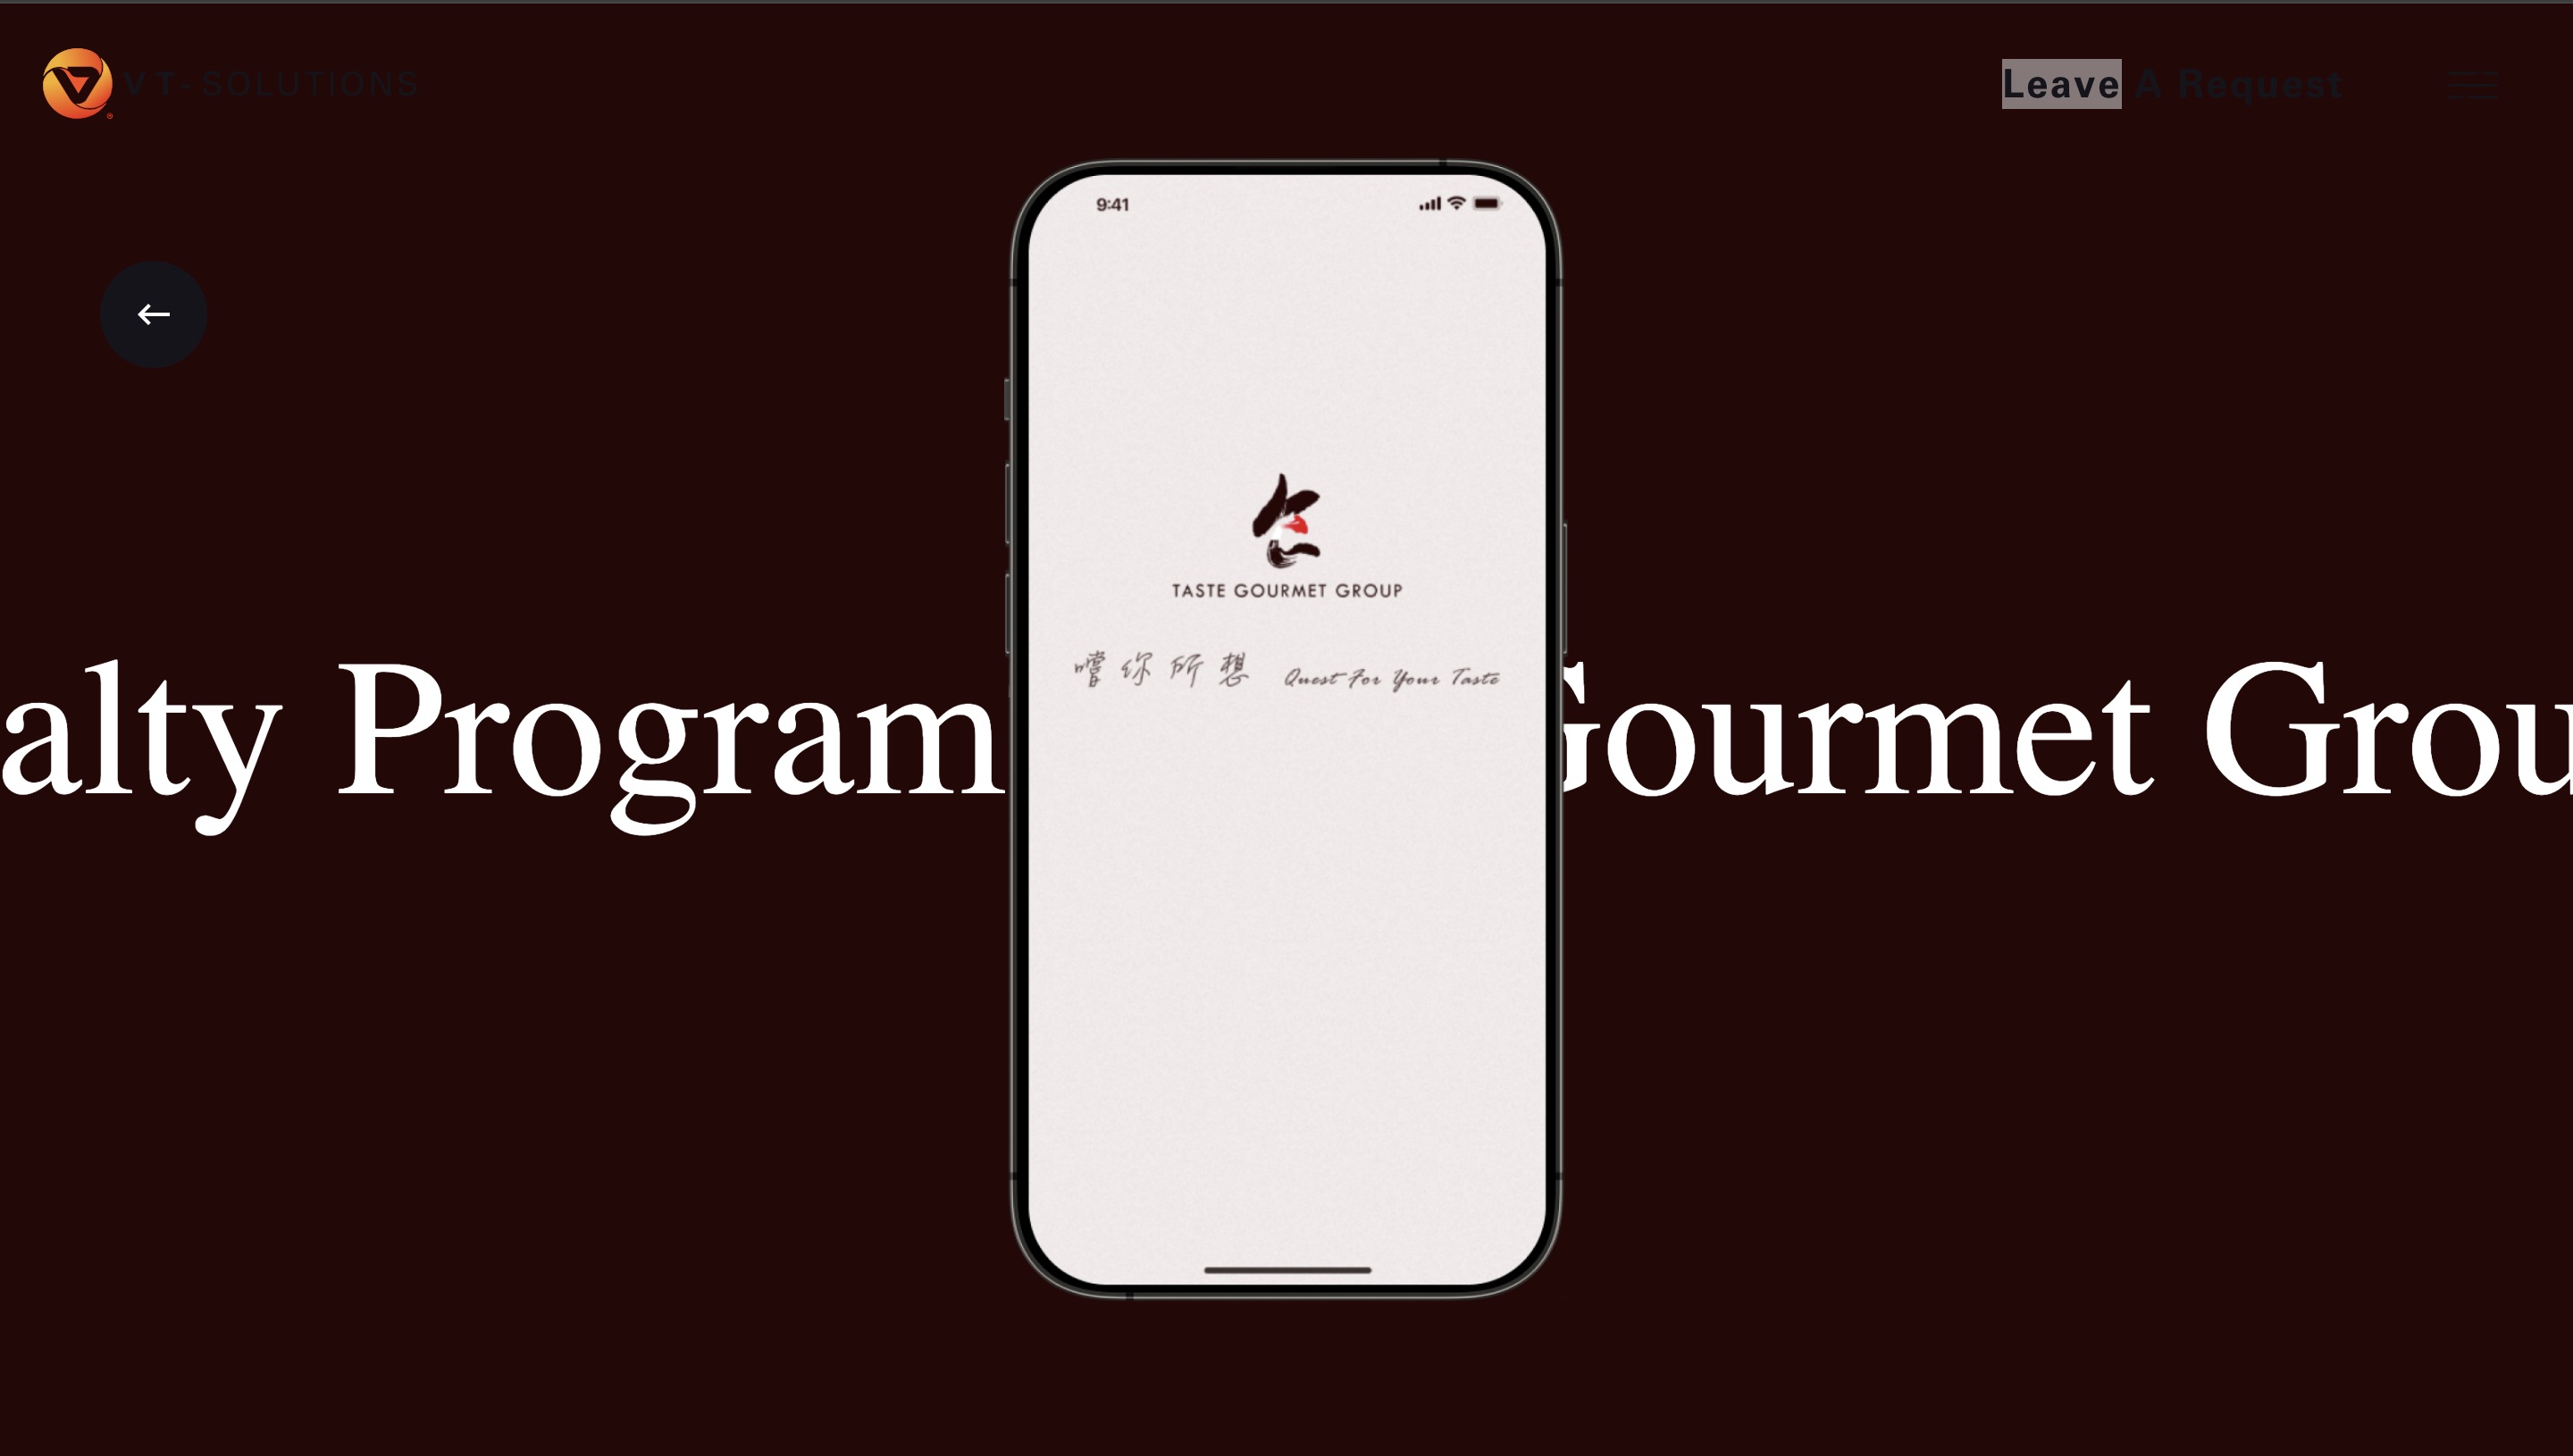 VT-SOLUTIONS
Leave A Request
9:41
TASTE GOURMET GROUP
嚐你所想 Quest For Your Taste
alty Program Gourmet Grou